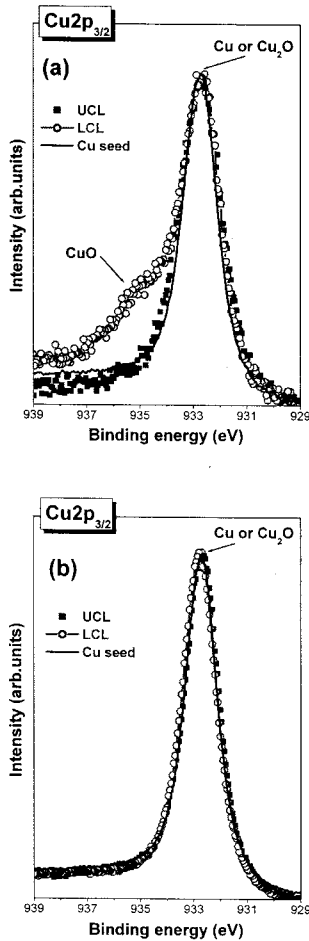 Cu2p3/2
(a)
Cu or Cu2O
UCL
LCL
Cu seed
CuO
Intensity (arb.units)
939 937 935 933 931 929
Binding energy (eV)
Cu2p3/2
(b)
Cu or Cu2O
UCL
LCL
Cu seed
Intensity (arb.units)
939 937 935 933 931 929
Binding energy (eV)